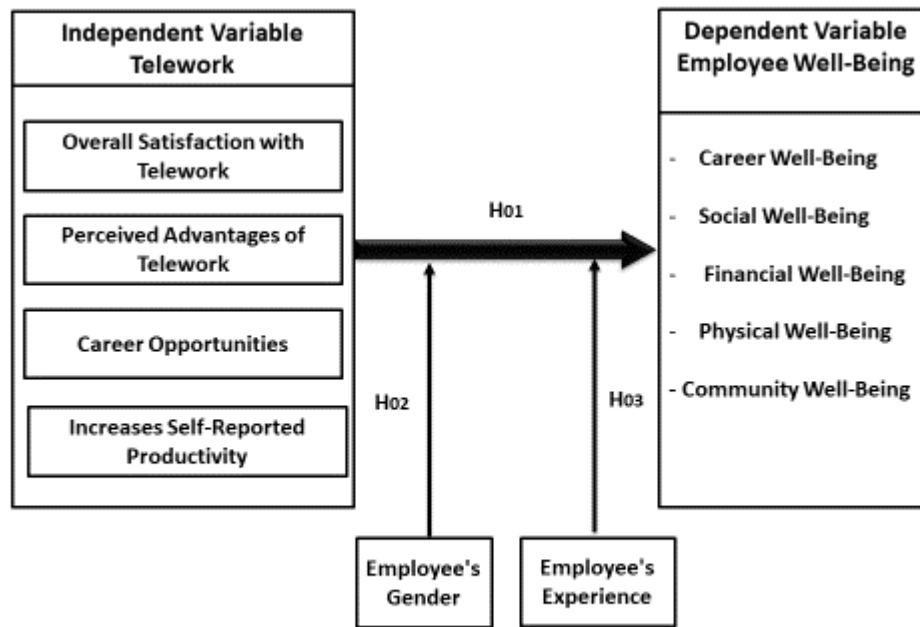 Independent Variable
Telework
Overall Satisfaction with
Telework
Perceived Advantages of
Telework
Career Opportunities
Increases Self-Reported
Productivity
H01
H02
H03
Employee's
Gender
Employee's
Experience
Dependent Variable
Employee Well-Being
- Career Well-Being
- Social Well-Being
- Financial Well-Being
- Physical Well-Being
- Community Well-Being